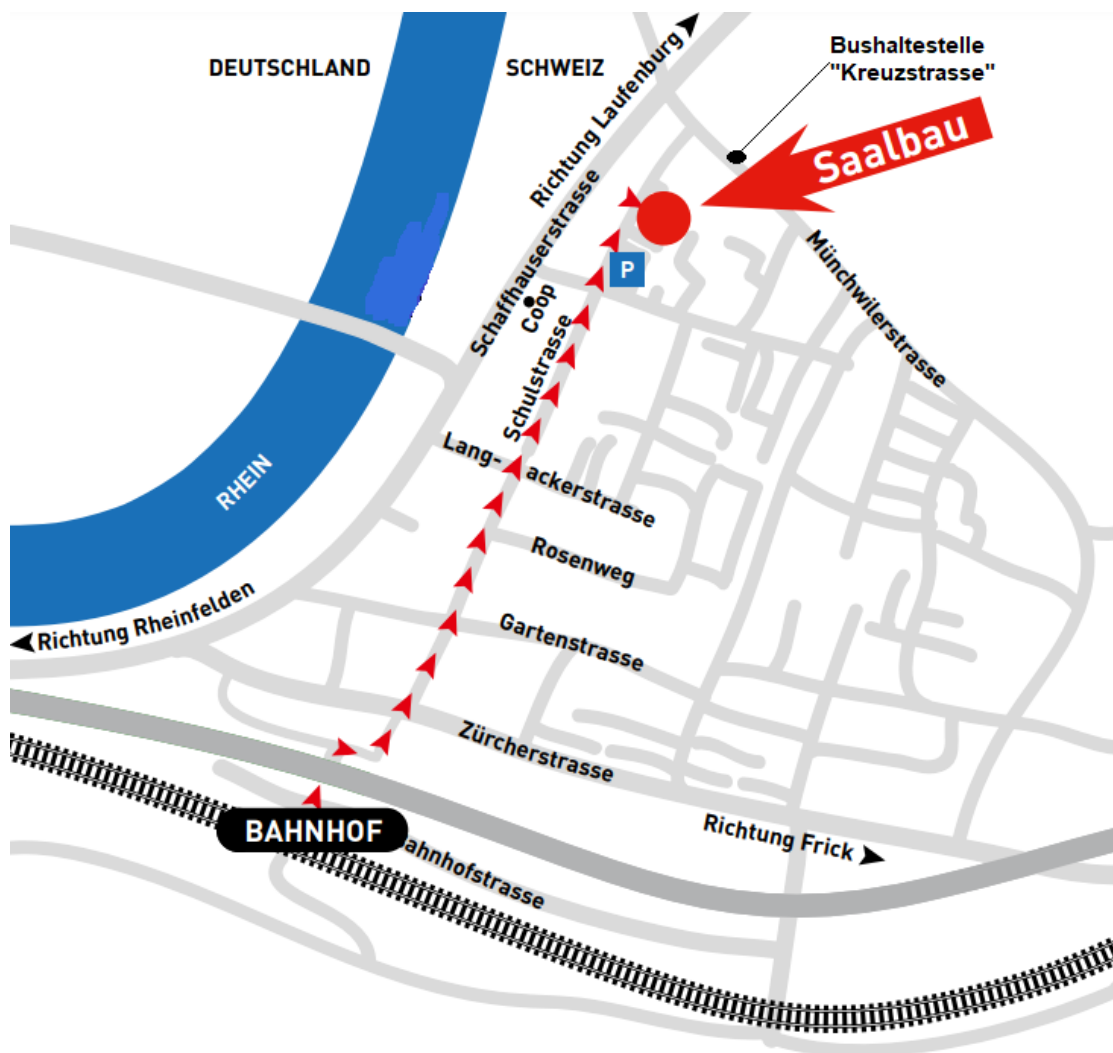 DEUTSCHLAND
SCHWEIZ
Richtung Laufenburg
Bushaltestelle
"Kreuzstrasse"
Saalbau
Schaffhauserstrasse
Münchwilerstrasse
P
Coop
Schulstrasse
Lang-ackerstrasse
RHEIN
Rosenweg
Richtung Rheinfelden
Gartenstrasse
Zürcherstrasse
BAHNHOF
ahnhofstrasse
Richtung Frick